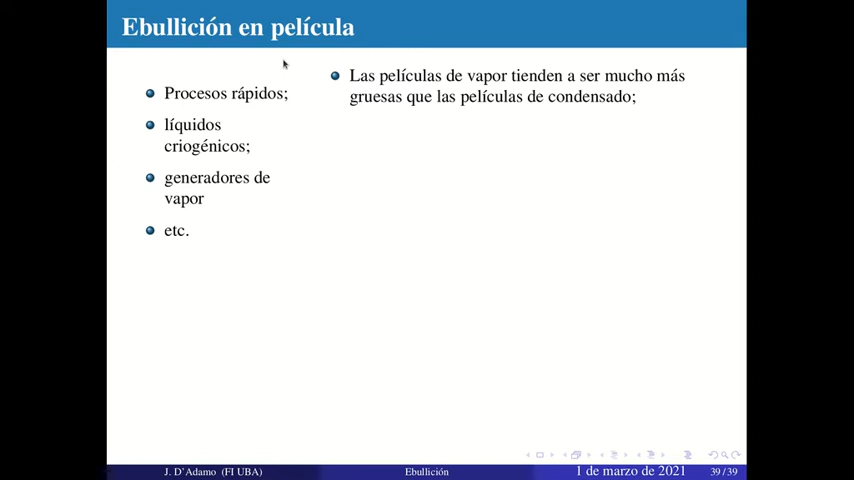 Ebullición en película
Procesos rápidos;
líquidos
criogénicos;
generadores de
vapor
etc.
Las películas de vapor tienden a ser mucho más
gruesas que las películas de condensado;
J. D'Adamo (FI UBA)
Ebullición
1 de marzo de 2021
39/39